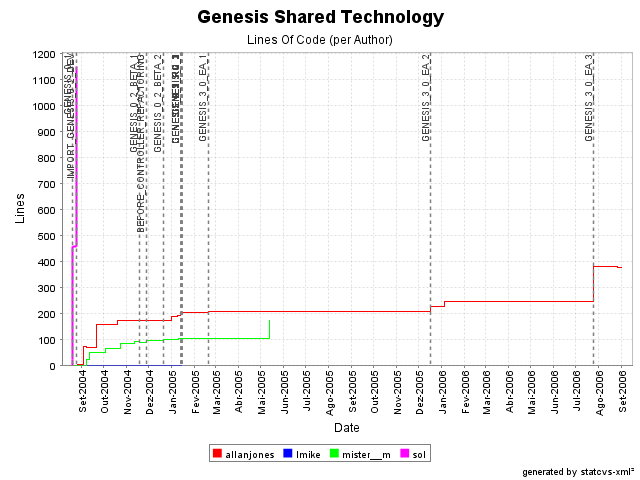 Genesis Shared Technology
Lines Of Code (per Author)
Lines
1200
1100
1000
900
800
700
600
500
400
300
200
100
0
BEFORE_CONTROLLER_REFACTORING
GENESIS_0_2_BETA_1
GENESIS_0_2_BETA_2
GENESIS_3_0_EA_1
GENESIS_3_0_EA_2
GENESIS_3_0_EA_3
Set-2004
Out-2004
Nov-2004
Dez-2004
Jan-2005
Fev-2005
Mar-2005
Abr-2005
Mai-2005
Jun-2005
Jul-2005
Ago-2005
Set-2005
Out-2005
Nov-2005
Dez-2005
Jan-2006
Fev-2006
Mar-2006
Abr-2006
Mai-2006
Jun-2006
Jul-2006
Ago-2006
Set-2006
Date
allanjones lmike mister__m sol
generated by statcvs-xml²